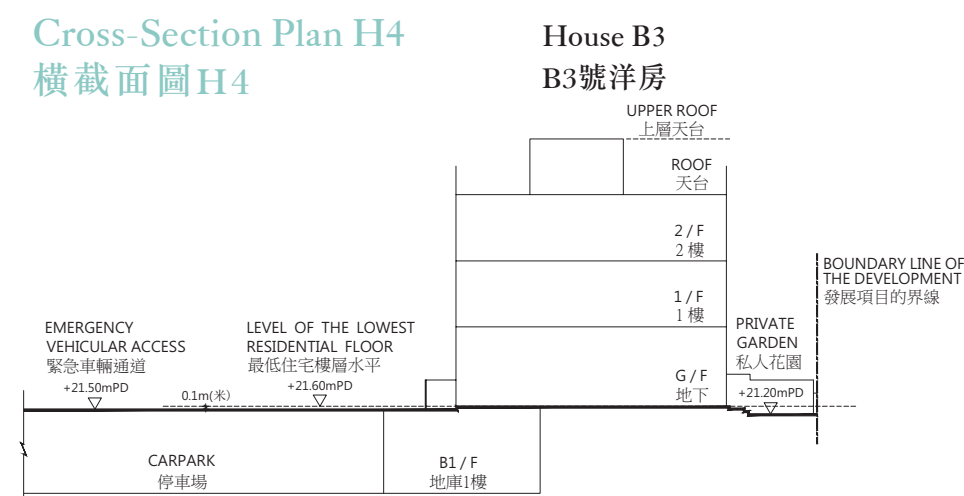 Cross-Section Plan H4
橫截面圖H4
House B3
B3號洋房
UPPER ROOF
上層天台
ROOF
天台
2 / F
2 樓
1 / F
1 樓
BOUNDARY LINE OF
THE DEVELOPMENT
發展項目的界線
EMERGENCY
VEHICULAR ACCESS
緊急車輛通道
+21.50mPD
0.1m(米)
LEVEL OF THE LOWEST
RESIDENTIAL FLOOR
最低住宅樓層水平
+21.60mPD
G / F
地下
PRIVATE
GARDEN
私人花園
+21.20mPD
CARPARK
停車場
B1 / F
地庫1樓